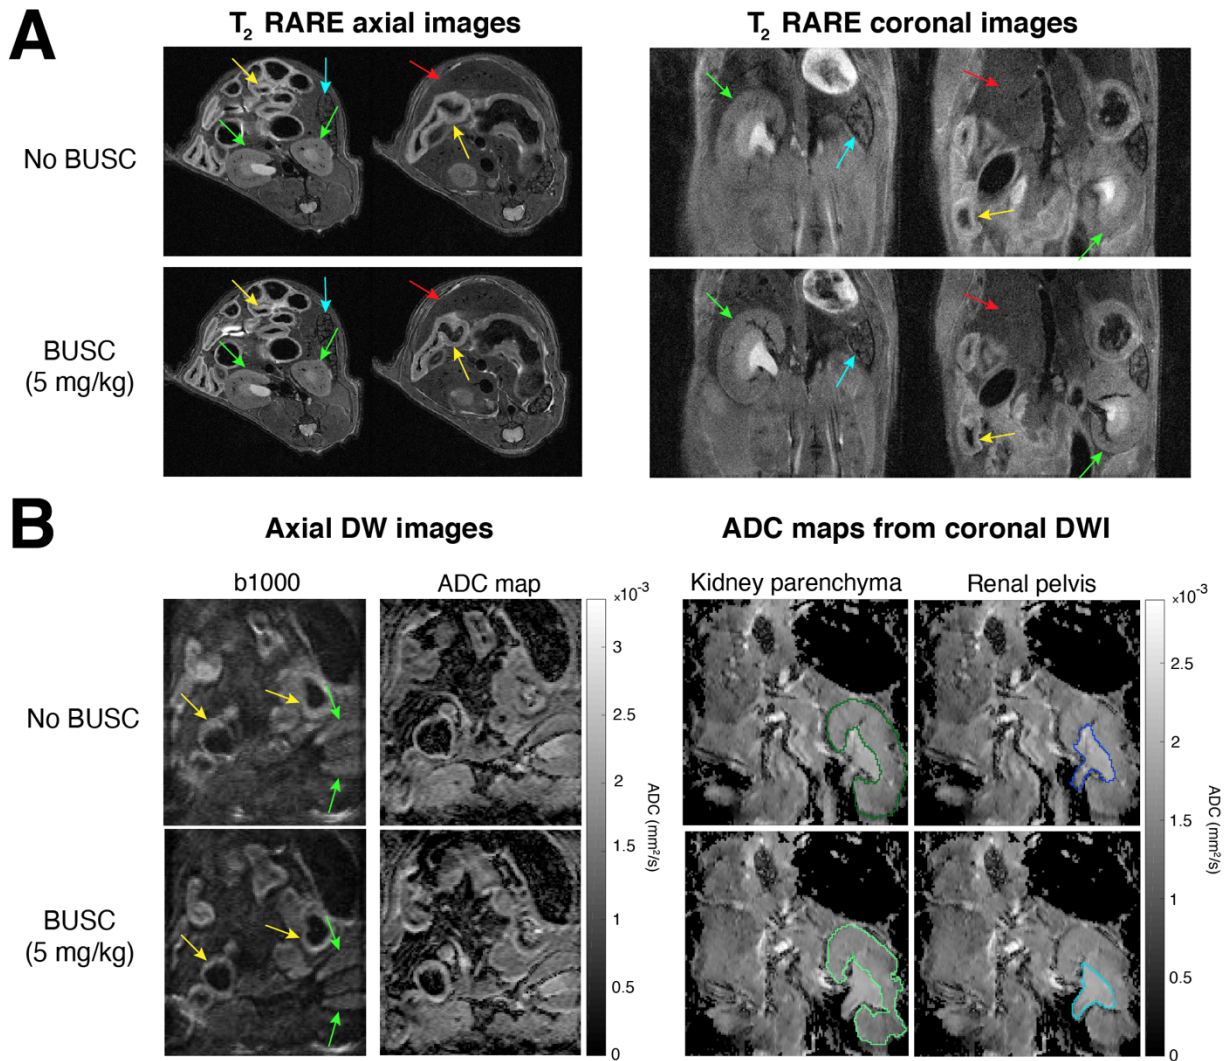 A
T2 RARE axial images
T2 RARE coronal images
No BUSC
BUSC
(5 mg/kg)
B
Axial DW images
ADC maps from coronal DWI
b1000
ADC map
Kidney parenchyma
Renal pelvis
×10⁻³
3
2.5
2
1.5
1
0.5
0
ADC (mm²/s)
×10⁻³
2.5
2
1.5
1
0.5
0
ADC (mm²/s)
No BUSC
BUSC
(5 mg/kg)